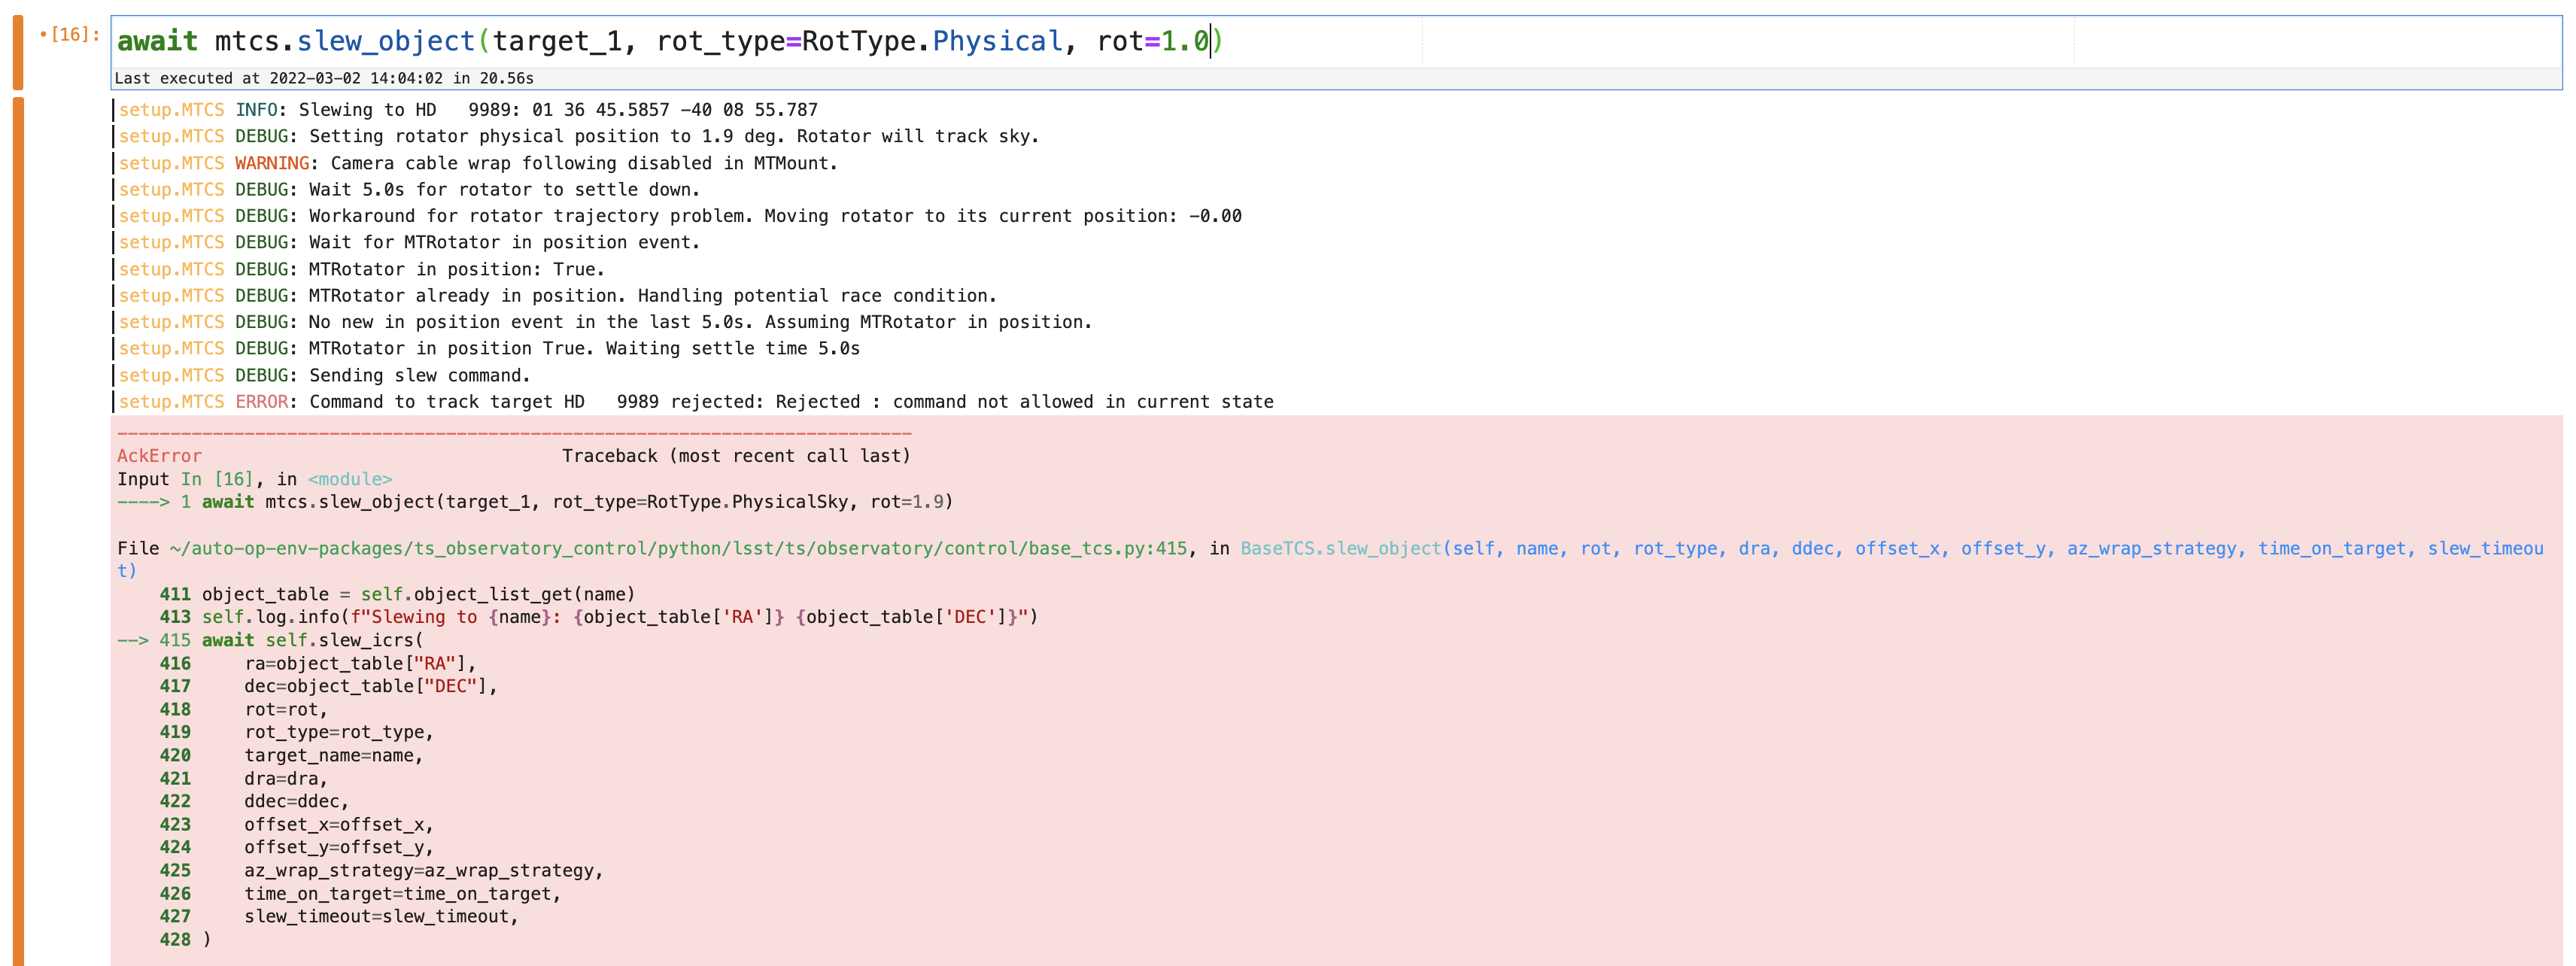 •[16]: await mtcs.slew_object(target_1, rot_type=RotType.Physical, rot=1.0)
Last executed at 2022-03-02 14:04:02 in 20.56s
setup.MTCS INFO: Slewing to HD   9989: 01 36 45.5857 -40 08 55.787
setup.MTCS DEBUG: Setting rotator physical position to 1.9 deg. Rotator will track sky.
setup.MTCS WARNING: Camera cable wrap following disabled in MTMount.
setup.MTCS DEBUG: Wait 5.0s for rotator to settle down.
setup.MTCS DEBUG: Workaround for rotator trajectory problem. Moving rotator to its current position: -0.00
setup.MTCS DEBUG: Wait for MTRotator in position event.
setup.MTCS DEBUG: MTRotator in position: True.
setup.MTCS DEBUG: MTRotator already in position. Handling potential race condition.
setup.MTCS DEBUG: No new in position event in the last 5.0s. Assuming MTRotator in position.
setup.MTCS DEBUG: MTRotator in position True. Waiting settle time 5.0s
setup.MTCS DEBUG: Sending slew command.
setup.MTCS ERROR: Command to track target HD   9989 rejected: Rejected : command not allowed in current state
---------------------------------------------------------------------------
AckError                                  Traceback (most recent call last)
Input In [16], in <module>
----> 1 await mtcs.slew_object(target_1, rot_type=RotType.PhysicalSky, rot=1.9)
File ~/auto-op-env-packages/ts_observatory_control/python/lsst/ts/observatory/control/base_tcs.py:415, in BaseTCS.slew_object(self, name, rot, rot_type, dra, ddec, offset_x, offset_y, az_wrap_strategy, time_on_target, slew_timeou
t)
    411 object_table = self.object_list_get(name)
    413 self.log.info(f"Slewing to {name}: {object_table['RA']} {object_table['DEC']}")
--> 415 await self.slew_icrs(
    416     ra=object_table["RA"],
    417     dec=object_table["DEC"],
    418     rot=rot,
    419     rot_type=rot_type,
    420     target_name=name,
    421     dra=dra,
    422     ddec=ddec,
    423     offset_x=offset_x,
    424     offset_y=offset_y,
    425     az_wrap_strategy=az_wrap_strategy,
    426     time_on_target=time_on_target,
    427     slew_timeout=slew_timeout,
    428 )